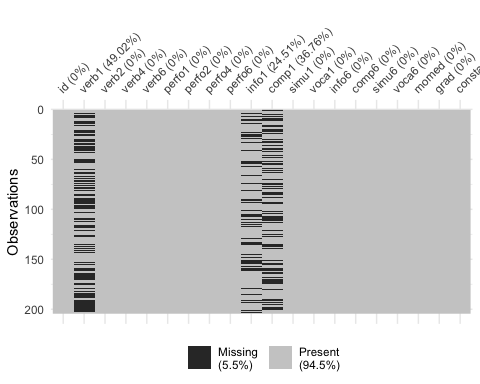 id (0%)
verb1 (49.02%)
verb2 (0%)
verb4 (0%)
verb6 (0%)
perfo1 (0%)
perfo2 (0%)
perfo4 (0%)
perfo6 (0%)
info1 (24.51%)
comp1 (36.76%)
simu1 (0%)
voca1 (0%)
info6 (0%)
comp6 (0%)
simu6 (0%)
voca6 (0%)
momed (0%)
grad (0%)
consta
0
50
100
150
200
Observations
Missing
(5.5%)
Present
(94.5%)